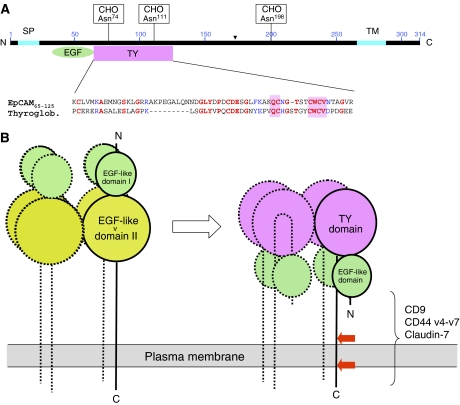 A
CHO
Asn74
CHO
Asn111
CHO
Asn198
SP
TM
N
1
50
100
150
200
250
300
314
C
EGF
TY
EpCAM65-125
KCLVMKAEMNGSKLGRRAKPEGALQNNDGLYDPDCDESGLFKAKQCNG-TSTCWCVNTAGVR
Thyroglob.
PCERERASALESLAGPK----------SGLYQPACDEDGNYEPVQCHGSTGYCWCVDPDGEE
B
N
EGF-like
domain I
EGF-like
v
domain II
TY
domain
EGF-like
domain
N
CD9
CD44 v4-v7
Claudin-7
Plasma membrane
C
C